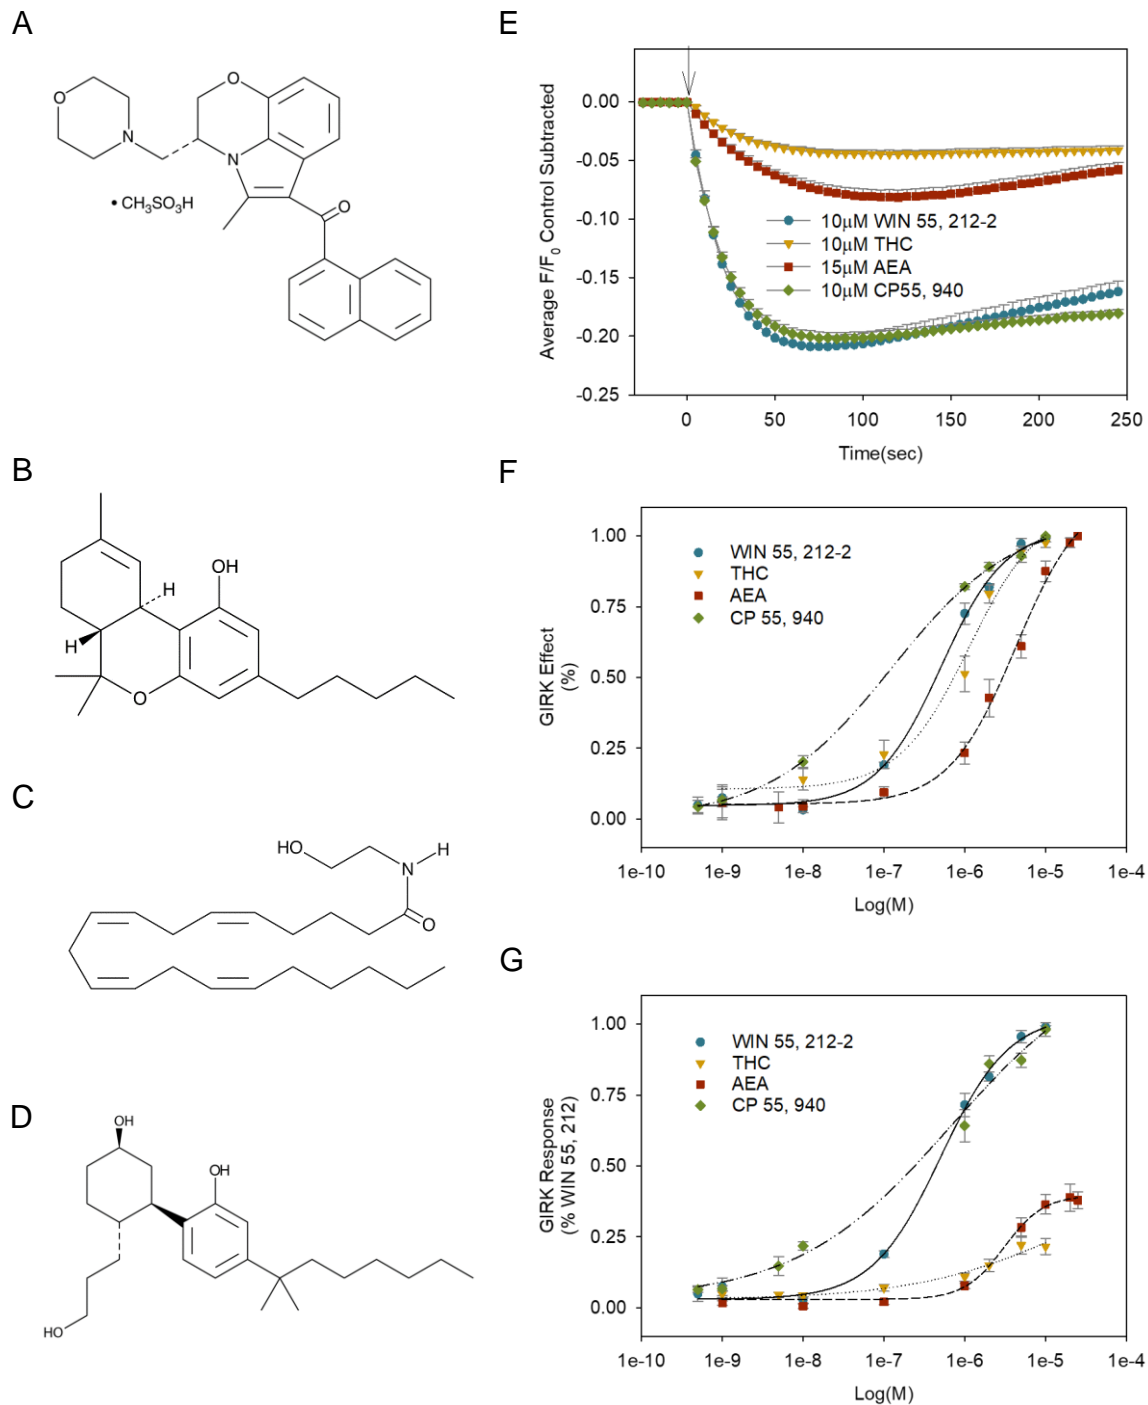 A
O
O
N
N
• CH₃SO₃H
O
B
OH
H
H
O
C
HO
H
N
O
D
OH
OH
HO
E
Average F/F₀ Control Subtracted
0.00
-0.05
-0.10
-0.15
-0.20
-0.25
10μM WIN 55, 212-2
10μM THC
15μM AEA
10μM CP55, 940
0 50 100 150 200 250
Time(sec)
F
GIRK Effect
(%)
1.00
0.75
0.50
0.25
0.00
WIN 55, 212-2
THC
AEA
CP 55, 940
1e-10 1e-9 1e-8 1e-7 1e-6 1e-5 1e-4
Log(M)
G
GIRK Response
(% WIN 55, 212)
1.00
0.75
0.50
0.25
0.00
WIN 55, 212-2
THC
AEA
CP 55, 940
1e-10 1e-9 1e-8 1e-7 1e-6 1e-5 1e-4
Log(M)